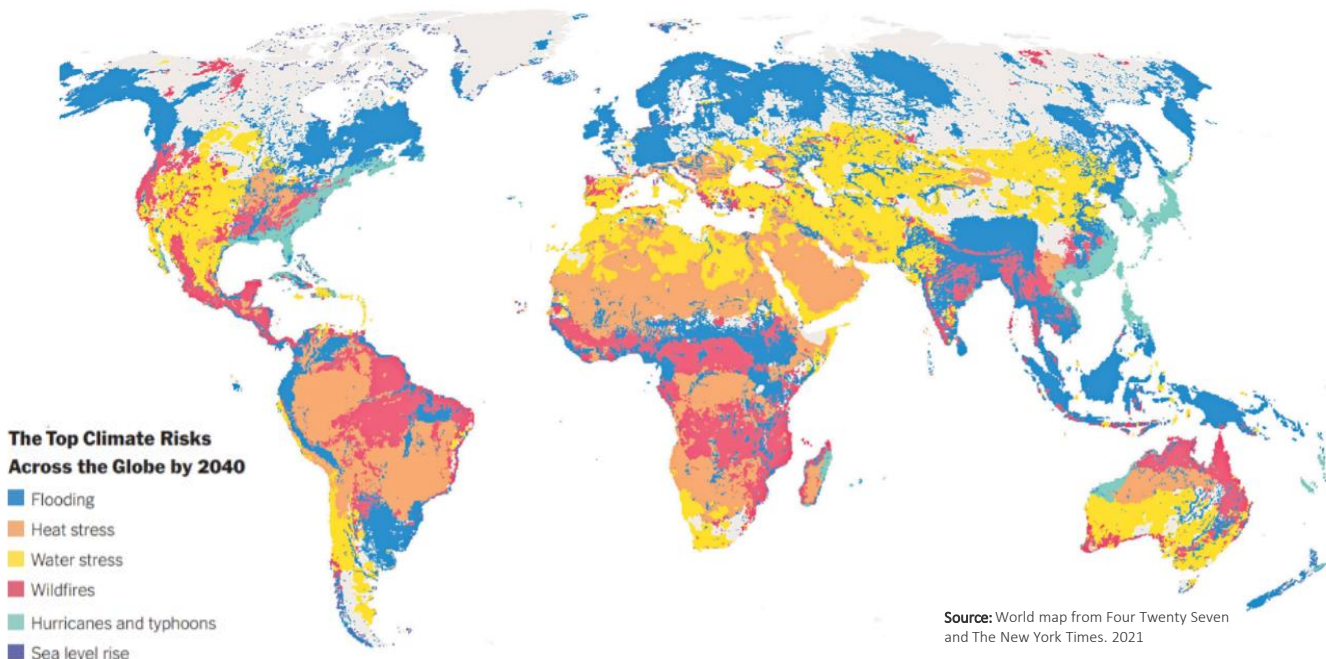 The Top Climate Risks
Across the Globe by 2040
Flooding
Heat stress
Water stress
Wildfires
Hurricanes and typhoons
Sea level rise
Source: World map from Four Twenty Seven
and The New York Times. 2021